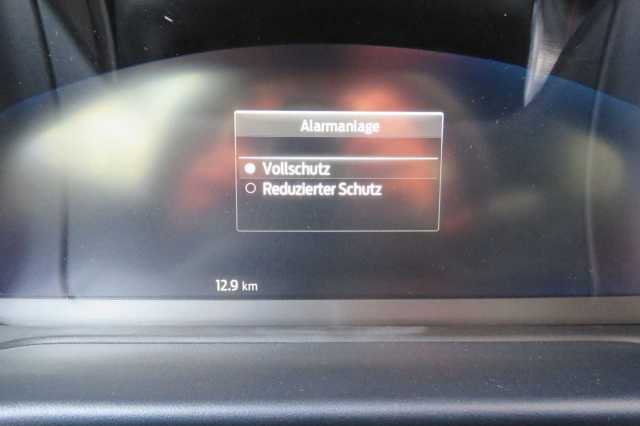 Alarmanlage
Vollschutz
Reduzierter Schutz
12.9 km